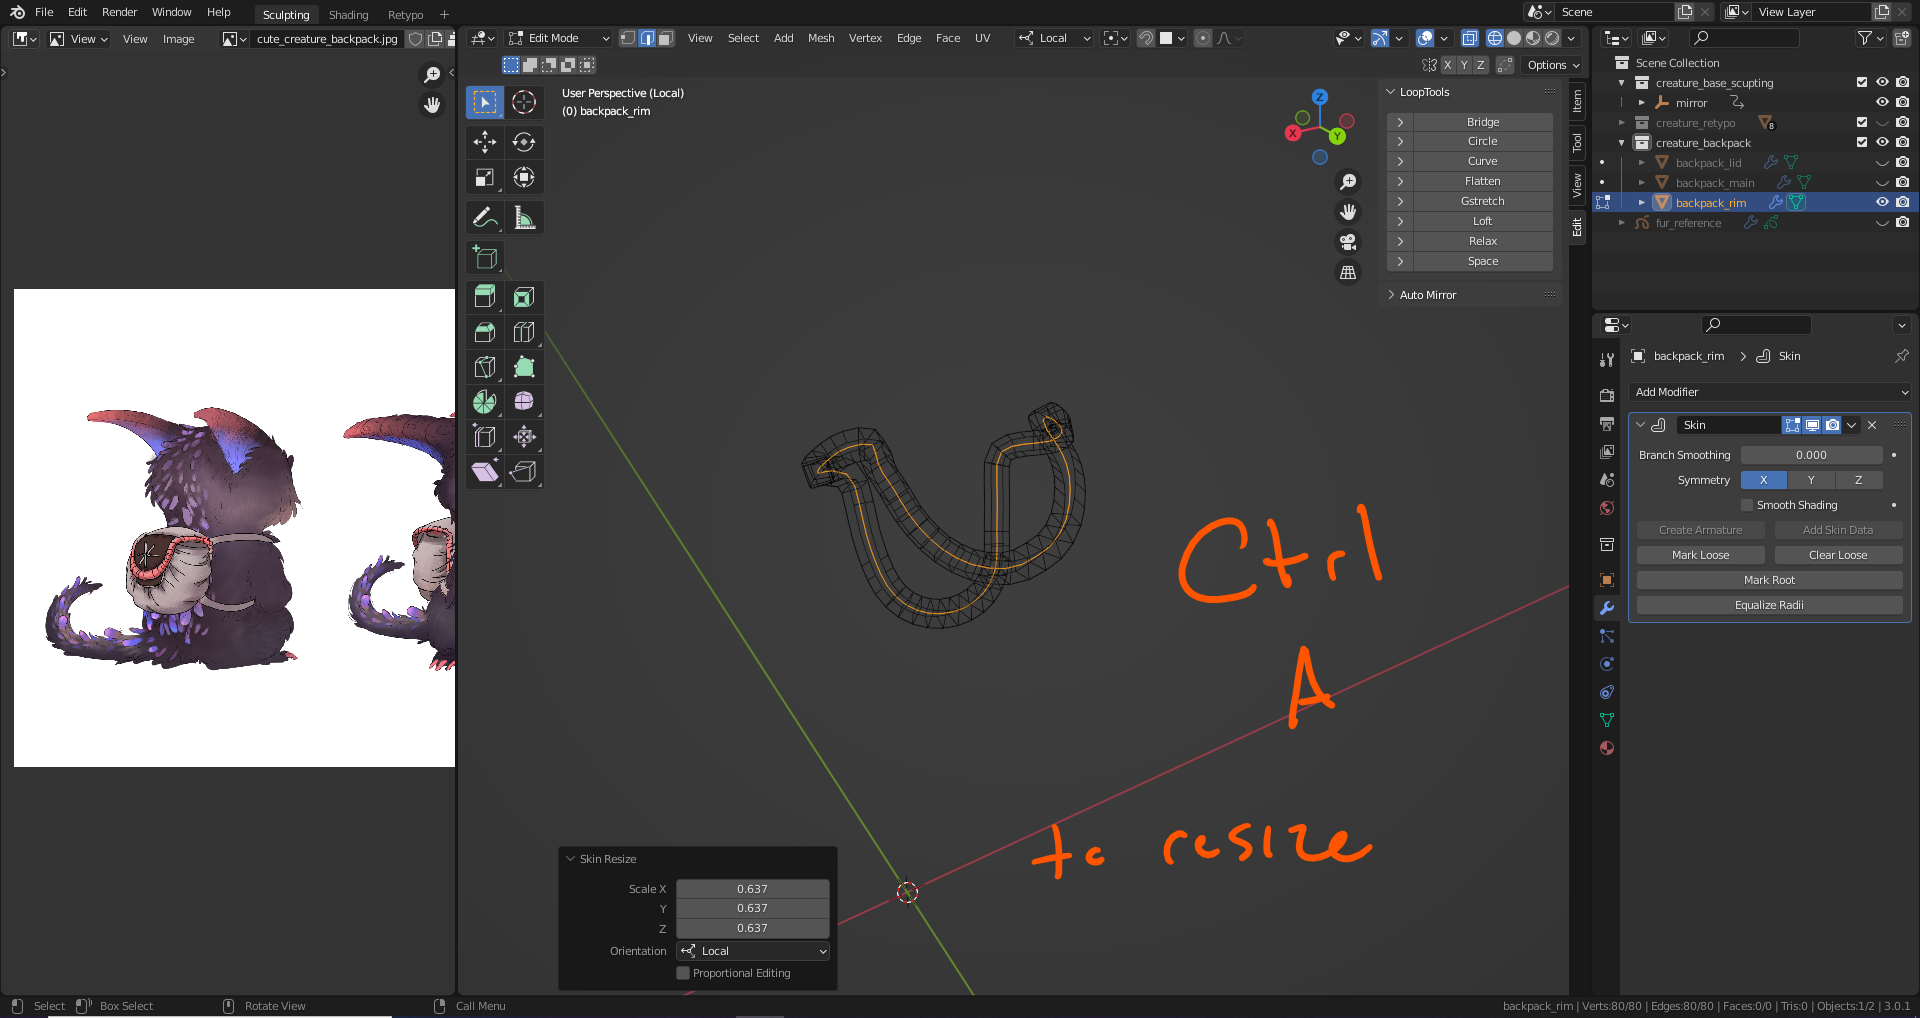 File Edit Render Window Help Sculpting Shading Retypo + Scene View Layer
View View Image cute_creature_backpack.jpg Edit Mode View Select Add Mesh Vertex Edge Face UV Local
X Y Z Options
User Perspective (Local)
(0) backpack_rim
Z
X
Y
LoopTools
Bridge
Circle
Curve
Flatten
Gstretch
Loft
Relax
Space
Auto Mirror
Item
Tool
View
Edit
Scene Collection
creature_base_scupting
mirror
creature_retypo 8
creature_backpack
backpack_lid
backpack_main
backpack_rim
fur_reference
backpack_rim > Skin
Add Modifier
Skin
Branch Smoothing 0.000
Symmetry X Y Z
Smooth Shading
Create Armature Add Skin Data
Mark Loose Clear Loose
Mark Root
Equalize Radii
Ctrl
A
to resize
Skin Resize
Scale X 0.637
Y 0.637
Z 0.637
Orientation Local
Proportional Editing
Select Box Select Rotate View Call Menu
backpack_rim | Verts:80/80 | Edges:80/80 | Faces:0/0 | Tris:0 | Objects:1/2 | 3.0.1